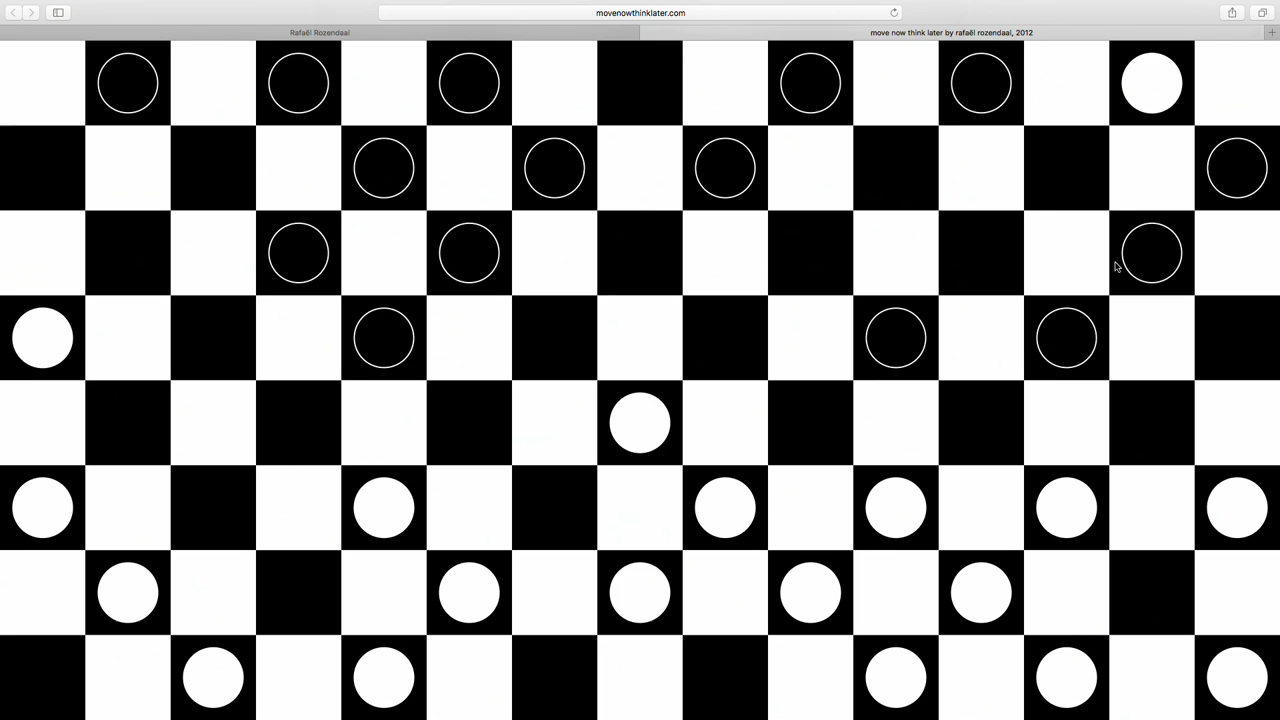 movenowthinklater.com
Rafaël Rozendaal
move now think later by rafaël rozendaal, 2012